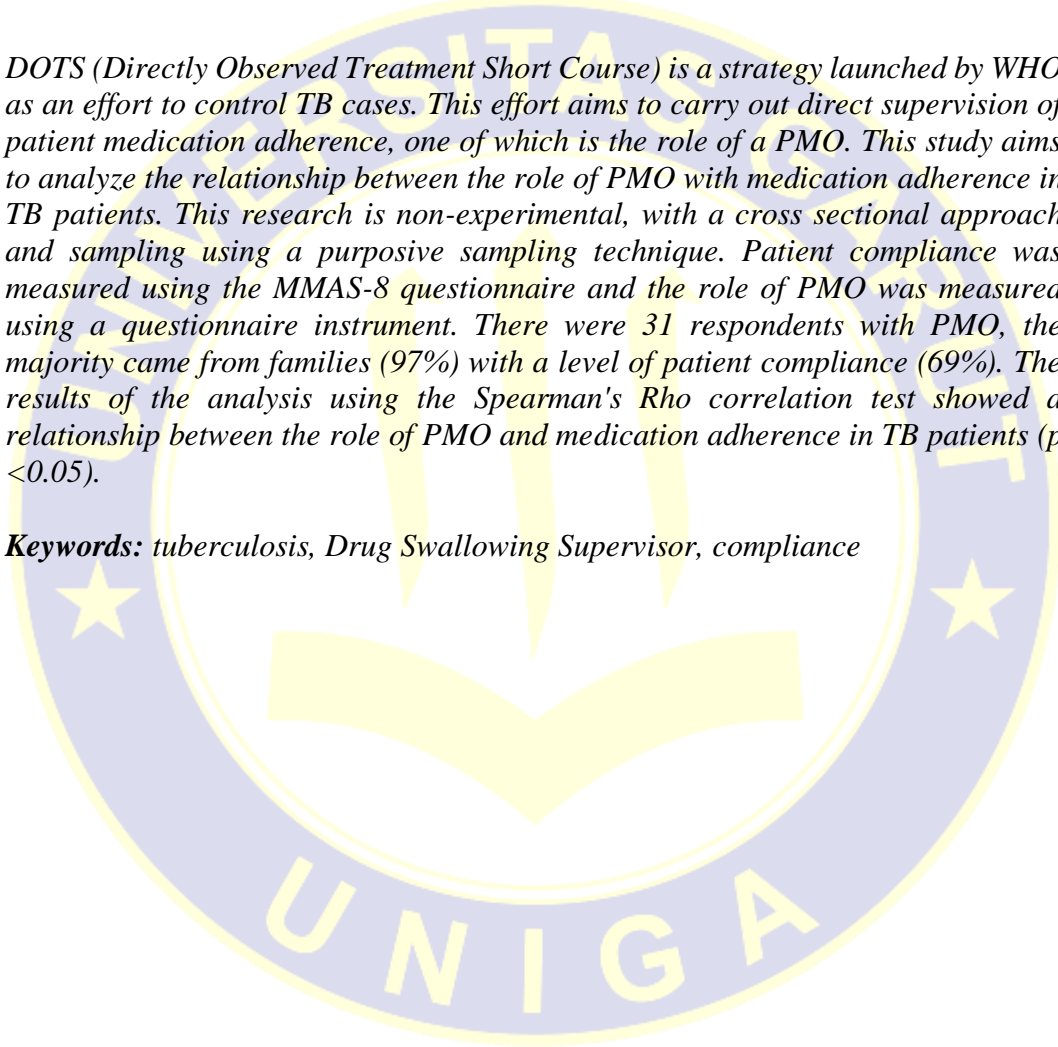 DOTS (Directly Observed Treatment Short Course) is a strategy launched by WHO
as an effort to control TB cases. This effort aims to carry out direct supervision of
patient medication adherence, one of which is the role of a PMO. This study aims
to analyze the relationship between the role of PMO with medication adherence in
TB patients. This research is non-experimental, with a cross sectional approach
and sampling using a purposive sampling technique. Patient compliance was
measured using the MMAS-8 questionnaire and the role of PMO was measured
using a questionnaire instrument. There were 31 respondents with PMO, the
majority came from families (97%) with a level of patient compliance (69%). The
results of the analysis using the Spearman's Rho correlation test showed a
relationship between the role of PMO and medication adherence in TB patients (p
<0.05).
Keywords: tuberculosis, Drug Swallowing Supervisor, compliance
UNIVERSITAS GARUT
UNIGA